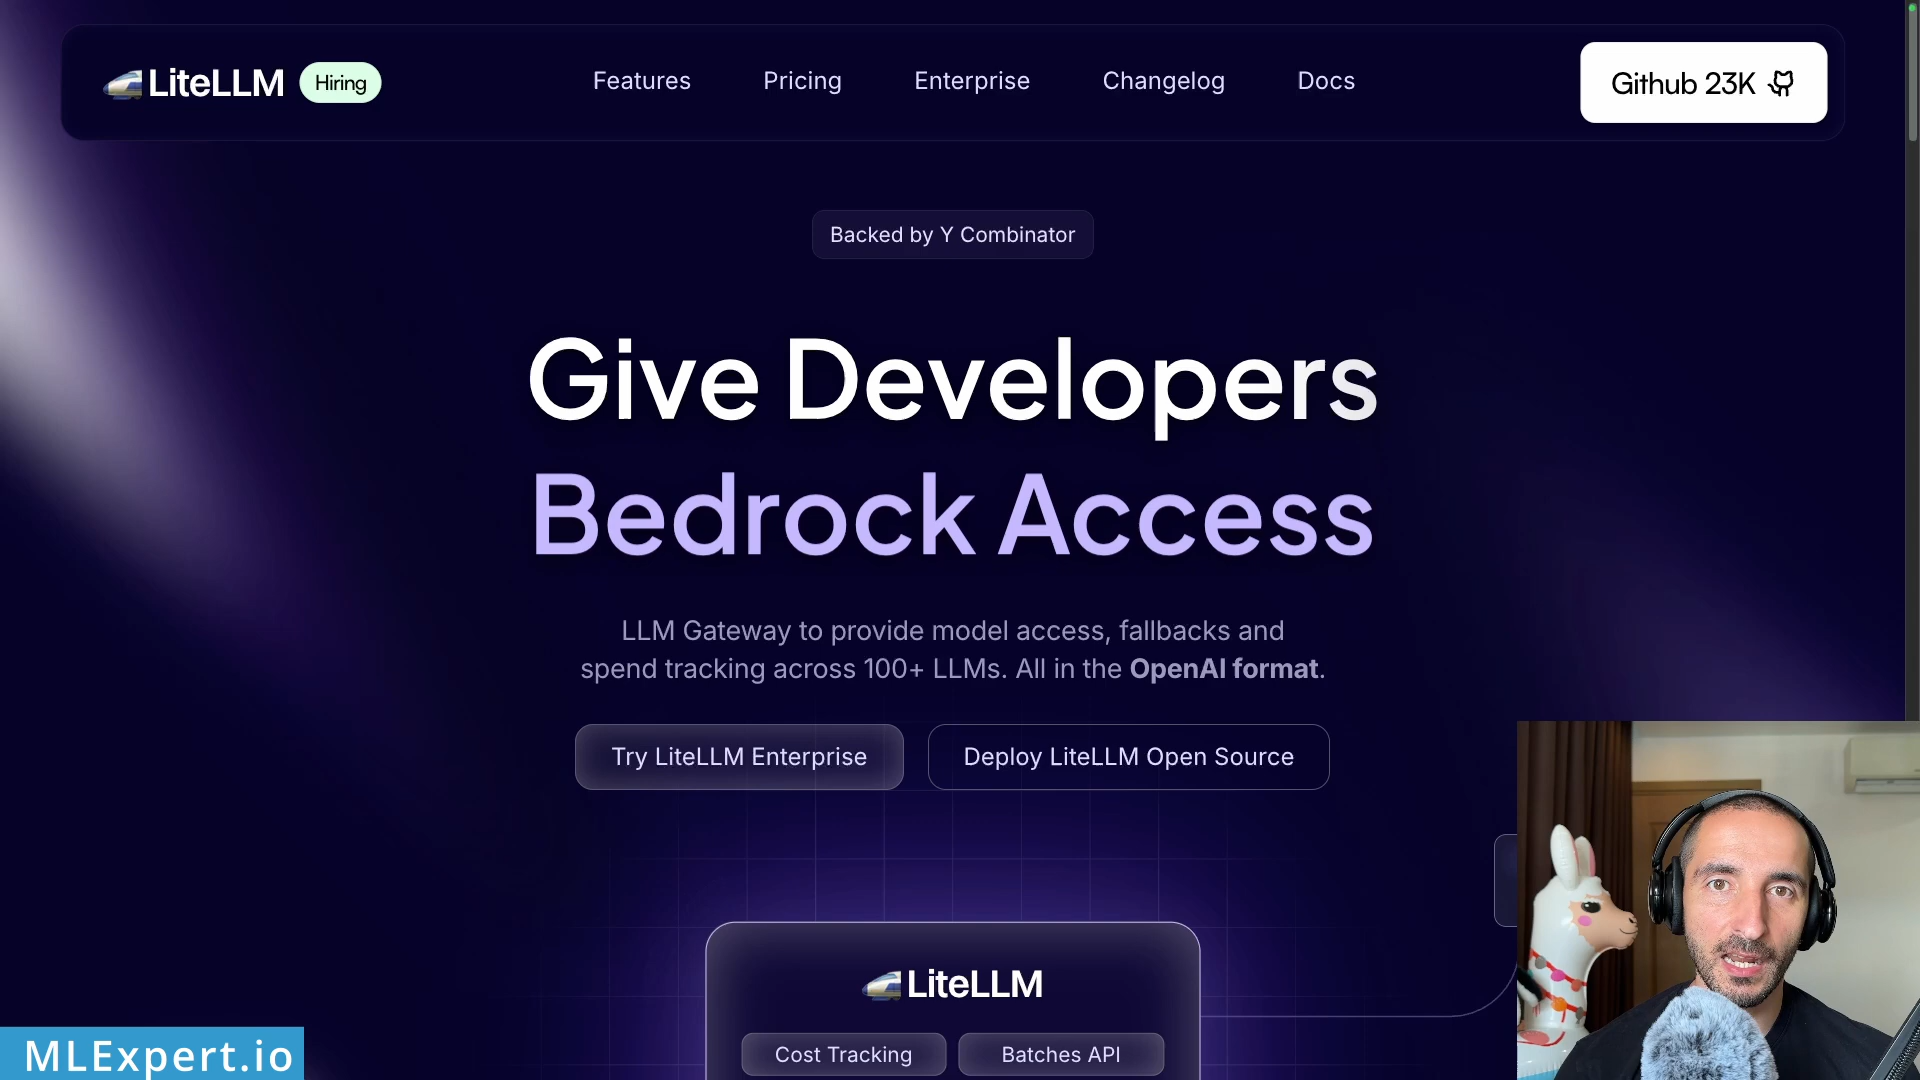 LiteLLM
Hiring
Features
Pricing
Enterprise
Changelog
Docs
Github 23K
Backed by Y Combinator
Give Developers
Bedrock Access
LLM Gateway to provide model access, fallbacks and
spend tracking across 100+ LLMs. All in the OpenAI format.
Try LiteLLM Enterprise
Deploy LiteLLM Open Source
LiteLLM
Cost Tracking
Batches API
MLExpert.io